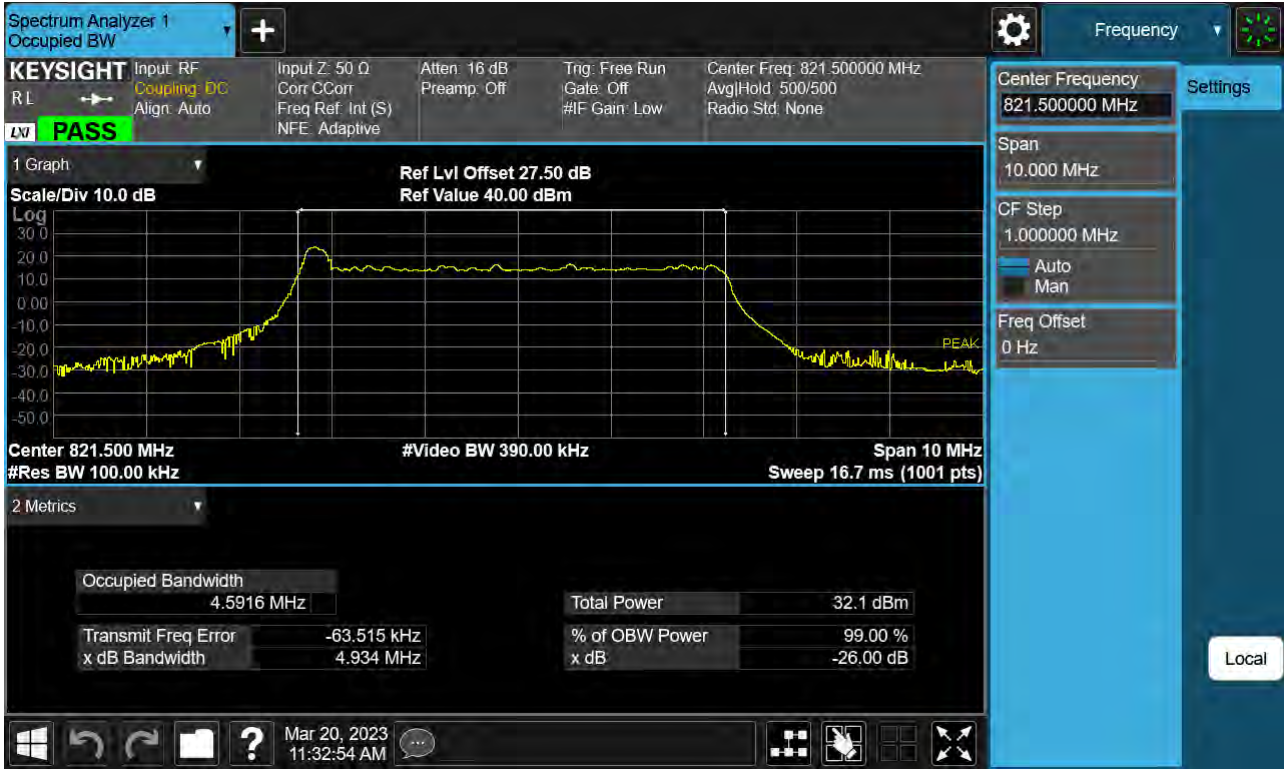 Spectrum Analyzer 1
Occupied BW
Frequency
KEYSIGHT
RL
LXI
PASS
Input: RF
Coupling: DC
Align: Auto
Input Z: 50 Ω
Corr CCorr
Freq Ref: Int (S)
NFE: Adaptive
Atten: 16 dB
Preamp: Off
Trig: Free Run
Gate: Off
#IF Gain: Low
Center Freq: 821.500000 MHz
Avg|Hold: 500/500
Radio Std: None
Center Frequency
821.500000 MHz
Settings
Span
10.000 MHz
CF Step
1.000000 MHz
Auto
Man
Freq Offset
0 Hz
Local
1 Graph
Scale/Div 10.0 dB
Ref Lvl Offset 27.50 dB
Ref Value 40.00 dBm
Log
30.0
20.0
10.0
0.00
-10.0
-20.0
-30.0
-40.0
-50.0
PEAK
Center 821.500 MHz
#Video BW 390.00 kHz
Span 10 MHz
#Res BW 100.00 kHz
Sweep 16.7 ms (1001 pts)
2 Metrics
Occupied Bandwidth
4.5916 MHz
Total Power 32.1 dBm
Transmit Freq Error -63.515 kHz
% of OBW Power 99.00 %
x dB Bandwidth 4.934 MHz
x dB -26.00 dB
Mar 20, 2023
11:32:54 AM